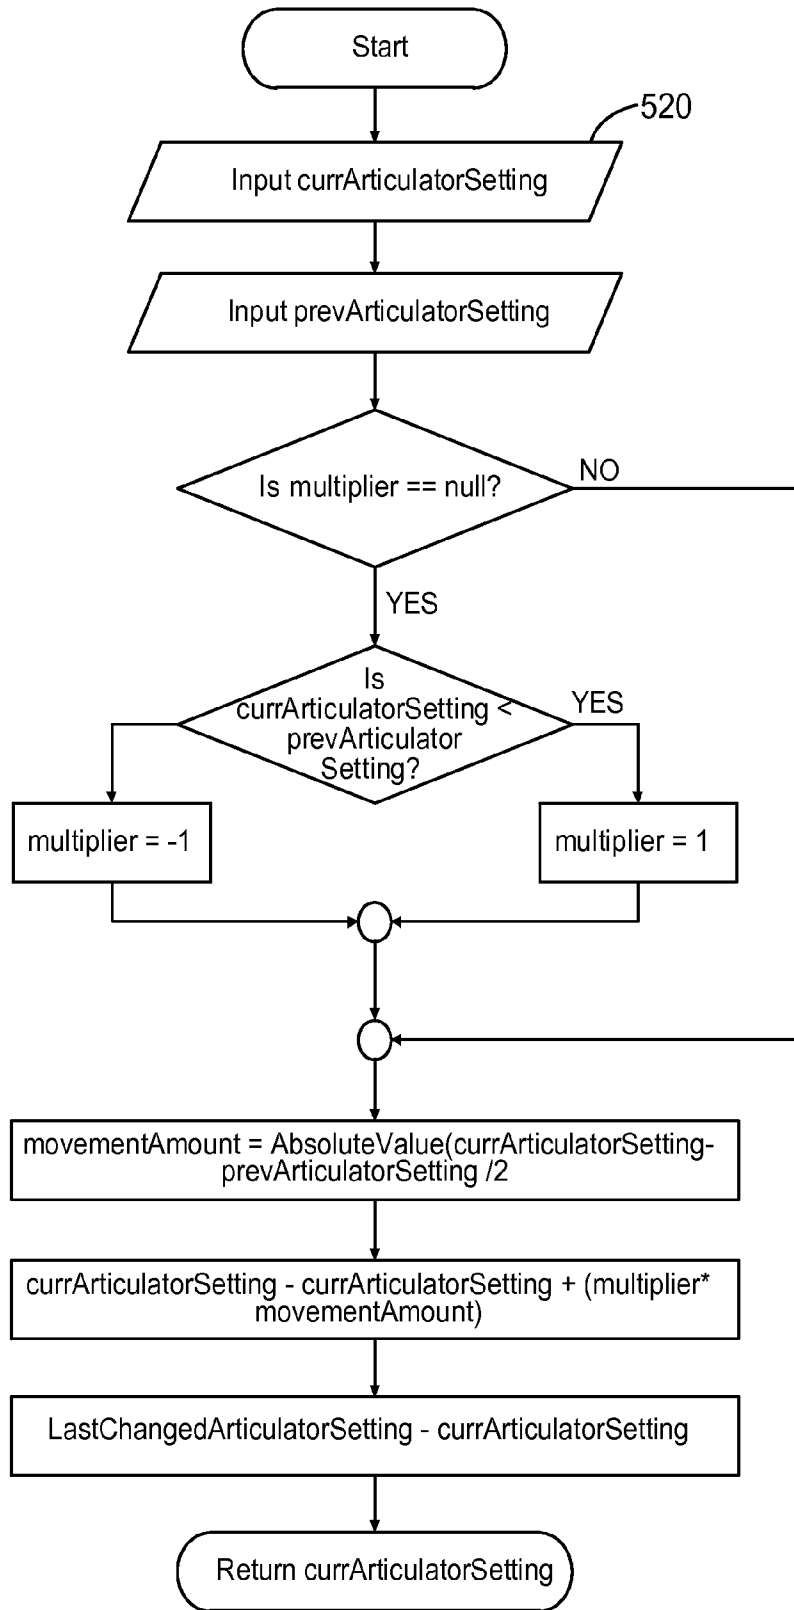 Start
520
Input currArticulatorSetting
Input prevArticulatorSetting
Is multiplier == null?
NO
YES
Is
currArticulatorSetting <
prevArticulator
Setting?
YES
multiplier = -1
multiplier = 1
movementAmount = AbsoluteValue(currArticulatorSetting-
prevArticulatorSetting /2
currArticulatorSetting - currArticulatorSetting + (multiplier*
movementAmount)
LastChangedArticulatorSetting - currArticulatorSetting
Return currArticulatorSetting